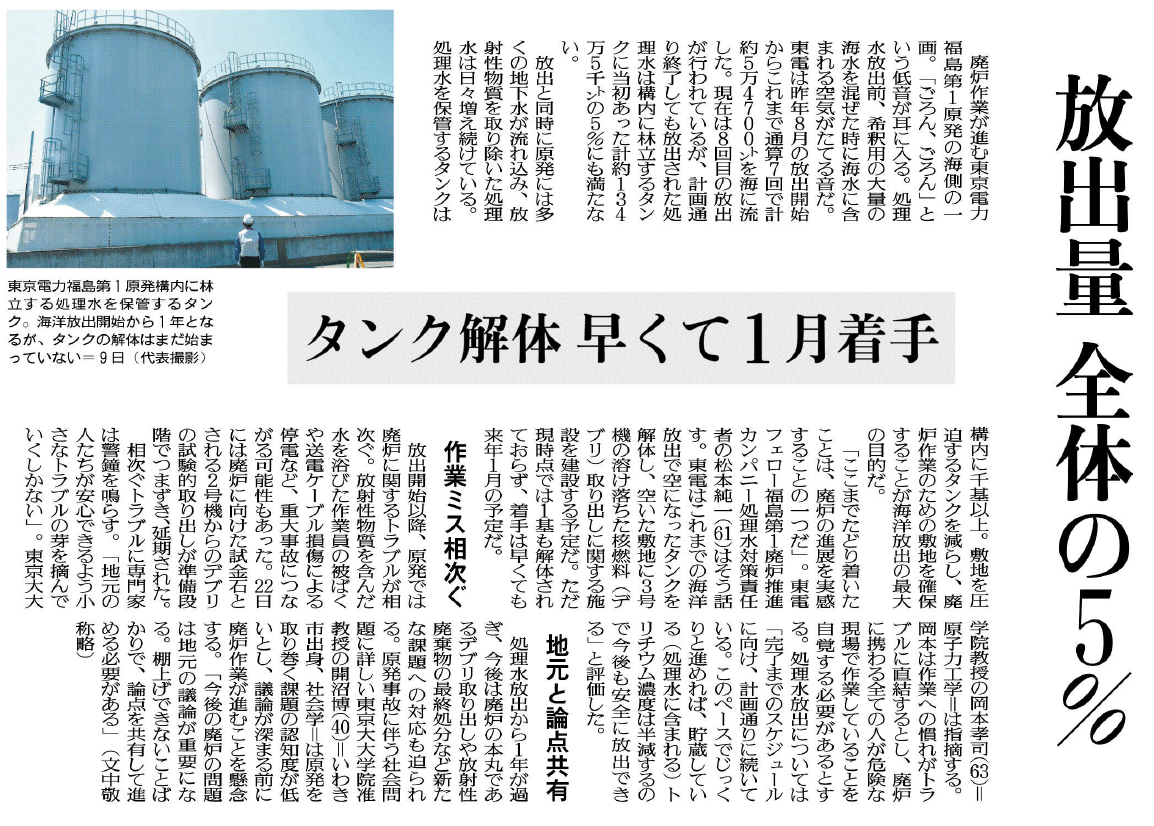 放出量 全体の5%
廃炉作業が進む東京電力
福島第1原発の海側の一
画。「ごろん、ごろん」と
いう低音が耳に入る。処理
水放出前、希釈用の大量の
海水を混ぜた時に海水に含
まれる空気がたてる音だ。
東電は昨年8月の放出開始
からこれまで通算7回で計
約5万4700㌧を海に流
した。現在は8回目の放出
が行われているが、計画通
り終了しても放出された処
理水は構内に林立するタン
クに当初あった計約134
万5千㌧の5%にも満たな
い。
放出と同時に原発には多
くの地下水が流れ込み、放
射性物質を取り除いた処理
水は日々増え続けている。
処理水を保管するタンクは
東京電力福島第1原発構内に林
立する処理水を保管するタン
ク。海洋放出開始から1年とな
るが、タンクの解体はまだ始ま
っていない=9日(代表撮影)
タンク解体 早くて1月着手
構内に千基以上。敷地を圧
迫するタンクを減らし、廃
炉作業のための敷地を確保
することが海洋放出の最大
の目的だ。
「ここまでたどり着いた
ことは、廃炉の進展を実感
することの一つだ」。東電
フェロー福島第1廃炉推進
カンパニー処理水対策責任
者の松本純一(61)はそう話
す。東電はこれまでの海洋
放出で空になったタンクを
解体し、空いた敷地に3号
機の溶け落ちた核燃料(デ
ブリ)取り出しに関する施
設を建設する予定だ。ただ
現時点では1基も解体され
ておらず、着手は早くても
来年1月の予定だ。
作業ミス相次ぐ
放出開始以降、原発では
廃炉に関するトラブルが相
次ぐ。放射性物質を含んだ
水を浴びた作業員の被ばく
や送電ケーブル損傷による
停電など、重大事故につな
がる可能性もあった。22日
には廃炉に向けた試金石と
される2号機からのデブリ
の試験的取り出しが準備段
階でつまずき、延期された。
相次ぐトラブルに専門家
は警鐘を鳴らす。「地元の
人たちが安心できるよう小
さなトラブルの芽を摘んで
いくしかない」。東京大大
学院教授の岡本孝司(63)=
原子力工学=は指摘する。
岡本は作業への慣れがトラ
ブルに直結するとし、廃炉
に携わる全ての人が危険な
現場で作業していることを
自覚する必要があるとす
る。処理水放出については
「完了までのスケジュール
に向け、計画通りに続いて
いる。このペースでじっく
りと進めれば、貯蔵してい
る(処理水に含まれる)ト
リチウム濃度は半減するの
で今後も安全に放出でき
る」と評価した。
地元と論点共有
処理水放出から1年が過
ぎ、今後は廃炉の本丸であ
るデブリ取り出しや放射性
廃棄物の最終処分など新た
な課題への対応も迫られ
る。原発事故に伴う社会問
題に詳しい東京大大学院准
教授の開沼博(40)=いわき
市出身、社会学=は原発を
取り巻く課題の認知度が低
いとし、議論が深まる前に
廃炉作業が進むことを懸念
する。「今後の廃炉の問題
は地元の議論が重要にな
る。棚上げできないことば
かりで、論点を共有して進
める必要がある」(文中敬
称略)